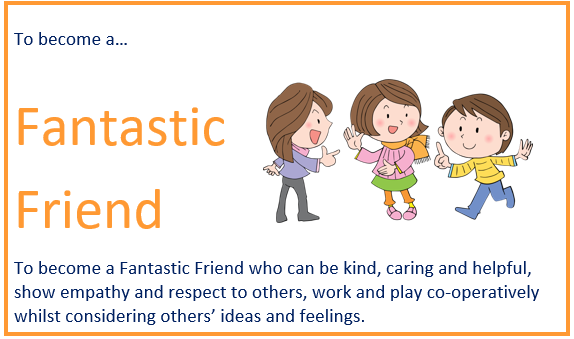 To become a…
Fantastic
Friend
To become a Fantastic Friend who can be kind, caring and helpful,
show empathy and respect to others, work and play co-operatively
whilst considering others’ ideas and feelings.